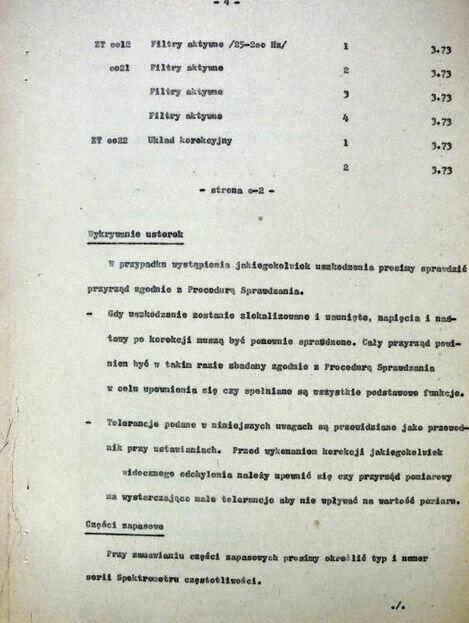 - 4 -
ZT oo12 Filtry aktywne /25-2oo Hz/ 1 3.73
oo21 Filtry aktywne 2 3.73
Filtry aktywne 3 3.73
Filtry aktywne 4 3.73
ZT oo22 Układ korekcyjny 1 3.73
2 3.73
- strona o-2 -
Wykrywanie usterek
W przypadku wystąpienia jakiegokolwiek uszkodzenia prosimy sprawdzić
przyrząd zgodnie z Procedurą Sprawdzania.
- Gdy uszkodzenie zostanie zlokalizowane i usunięte, napięcia i nas-
tawy po korekcji muszą być ponownie sprawdzone. Cały przyrząd powi-
nien być w takim razie zbadany zgodnie z Procedurą Sprawdzania
w celu upewnienia się czy spełniane są wszystkie podstawowe funkcje.
- Tolerancje podane w niniejszych uwagach są przewidziane jako przewod-
nik przy ustawianiach. Przed wykonaniem korekcji jakiegokolwiek
widocznego odchylenia należy upewnić się czy przyrząd pomiarowy
ma wystarczająco małe tolerancje aby nie wpływać na wartość pomiaru.
Części zapasowe
Przy zamawianiu części zapasowych prosimy określić typ i numer
serii Spektrometru częstotliwości.
./.